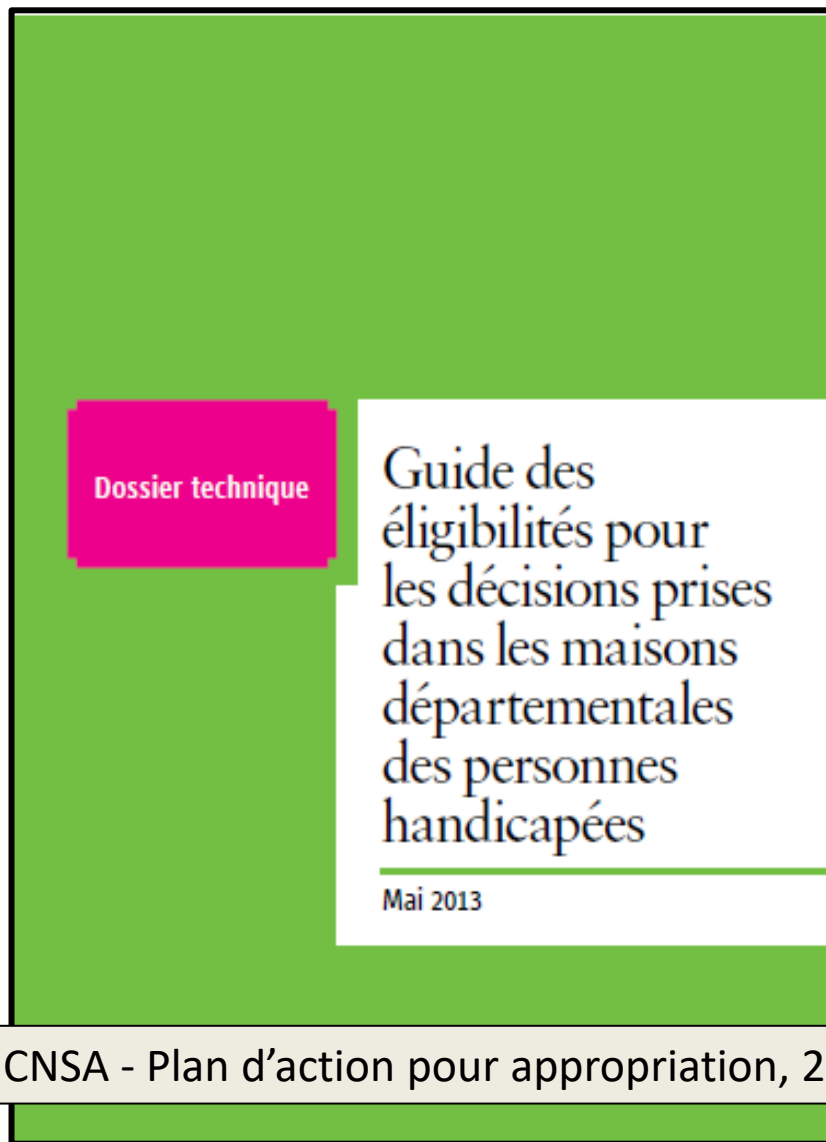 Dossier technique
Guide des
éligibilités pour
les décisions prises
dans les maisons
départementales
des personnes
handicapées
Mai 2013
CNSA - Plan d’action pour appropriation, 2